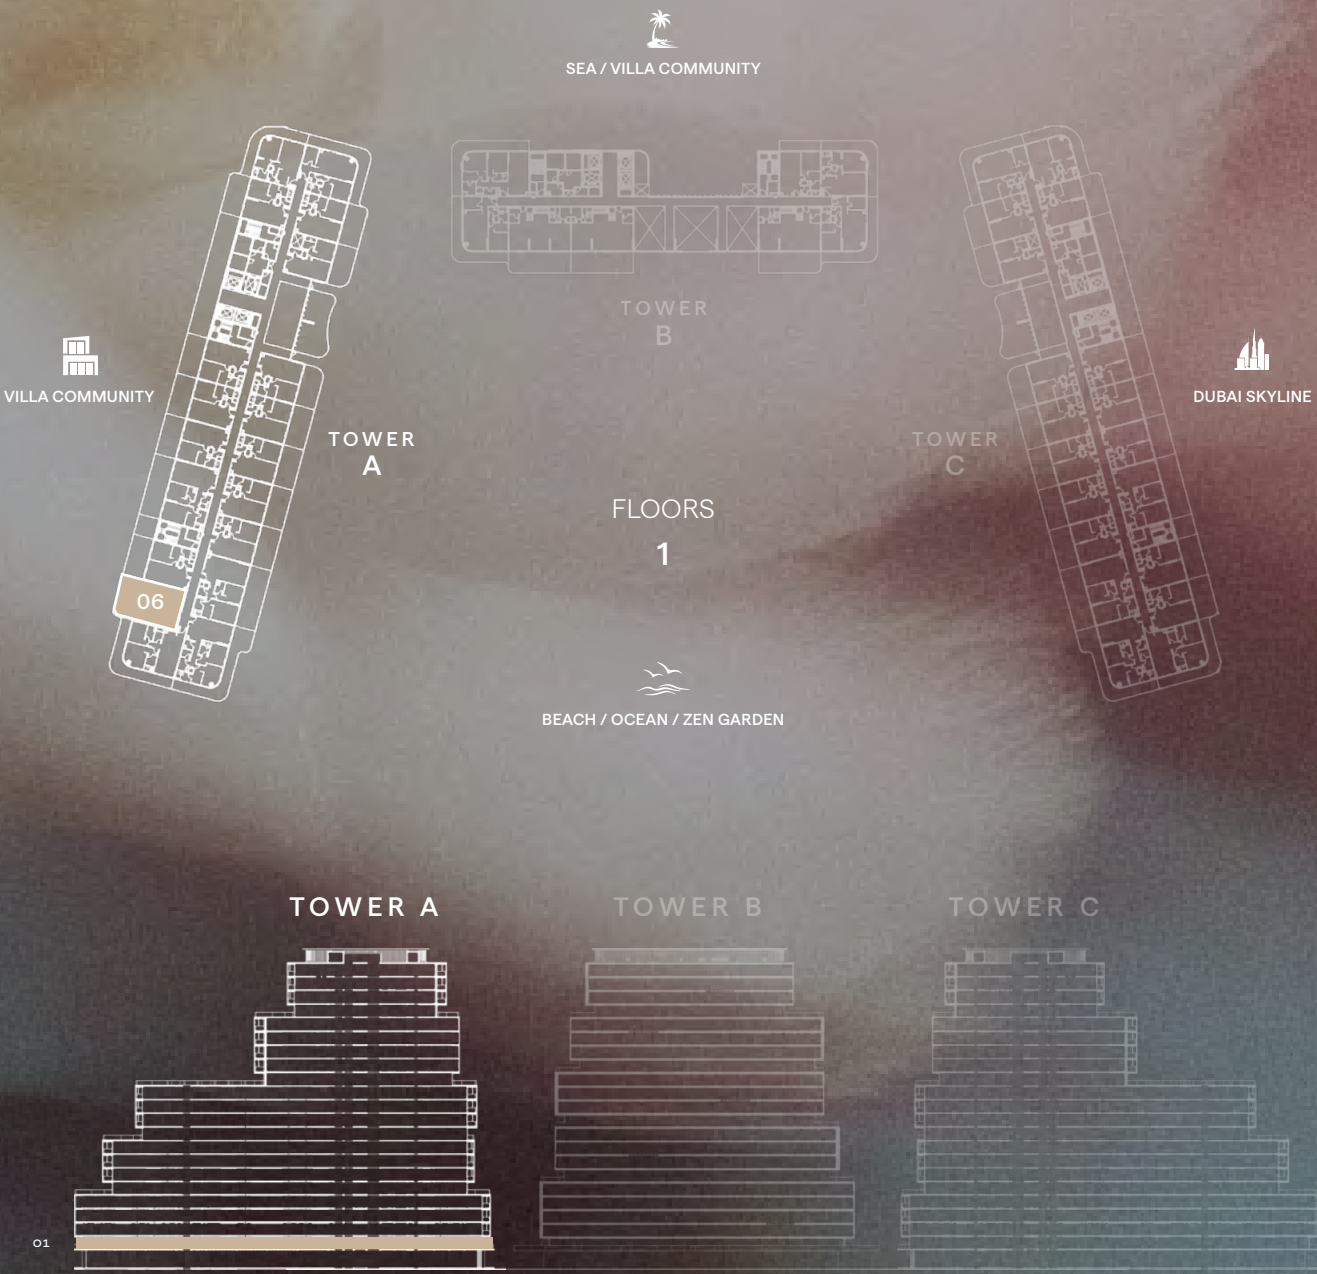 SEA / VILLA COMMUNITY
TOWER
B
VILLA COMMUNITY
DUBAI SKYLINE
TOWER
A
TOWER
C
FLOORS
1
06
BEACH / OCEAN / ZEN GARDEN
TOWER A
TOWER B
TOWER C
01